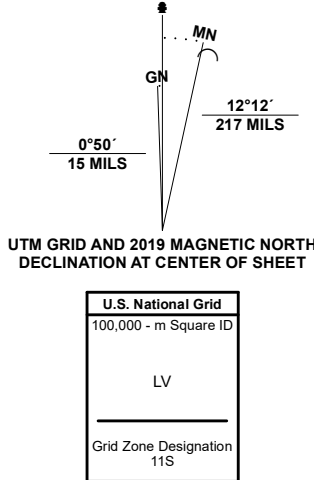 MN
GN
12°12´
217 MILS
0°50´
15 MILS
UTM GRID AND 2019 MAGNETIC NORTH
DECLINATION AT CENTER OF SHEET
U.S. National Grid
100,000 - m Square ID
LV
Grid Zone Designation
11S